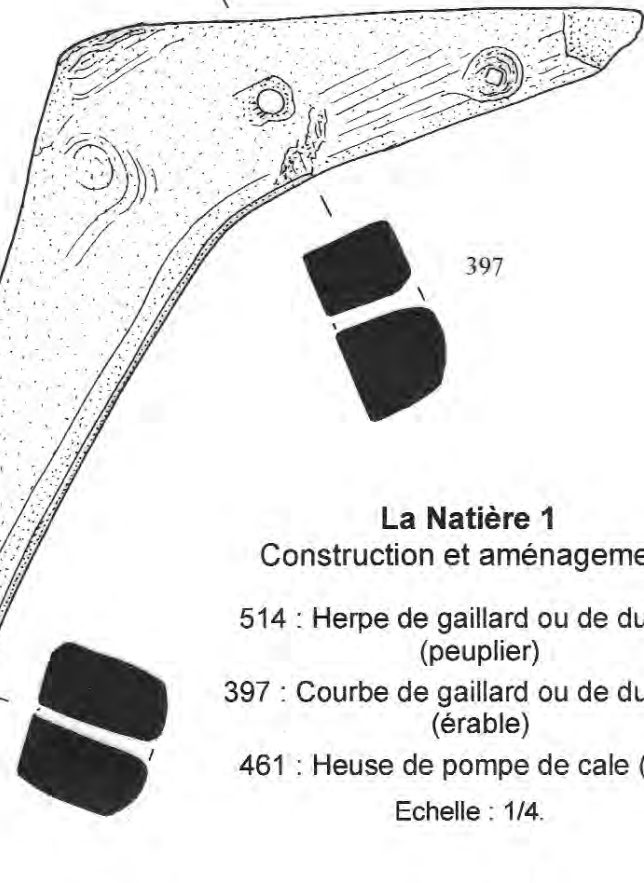 397
La Natière 1
Construction et aménageme
514 : Herpe de gaillard ou de du
(peuplier)
397 : Courbe de gaillard ou de du
(érable)
461 : Heuse de pompe de cale (
Echelle : 1/4.